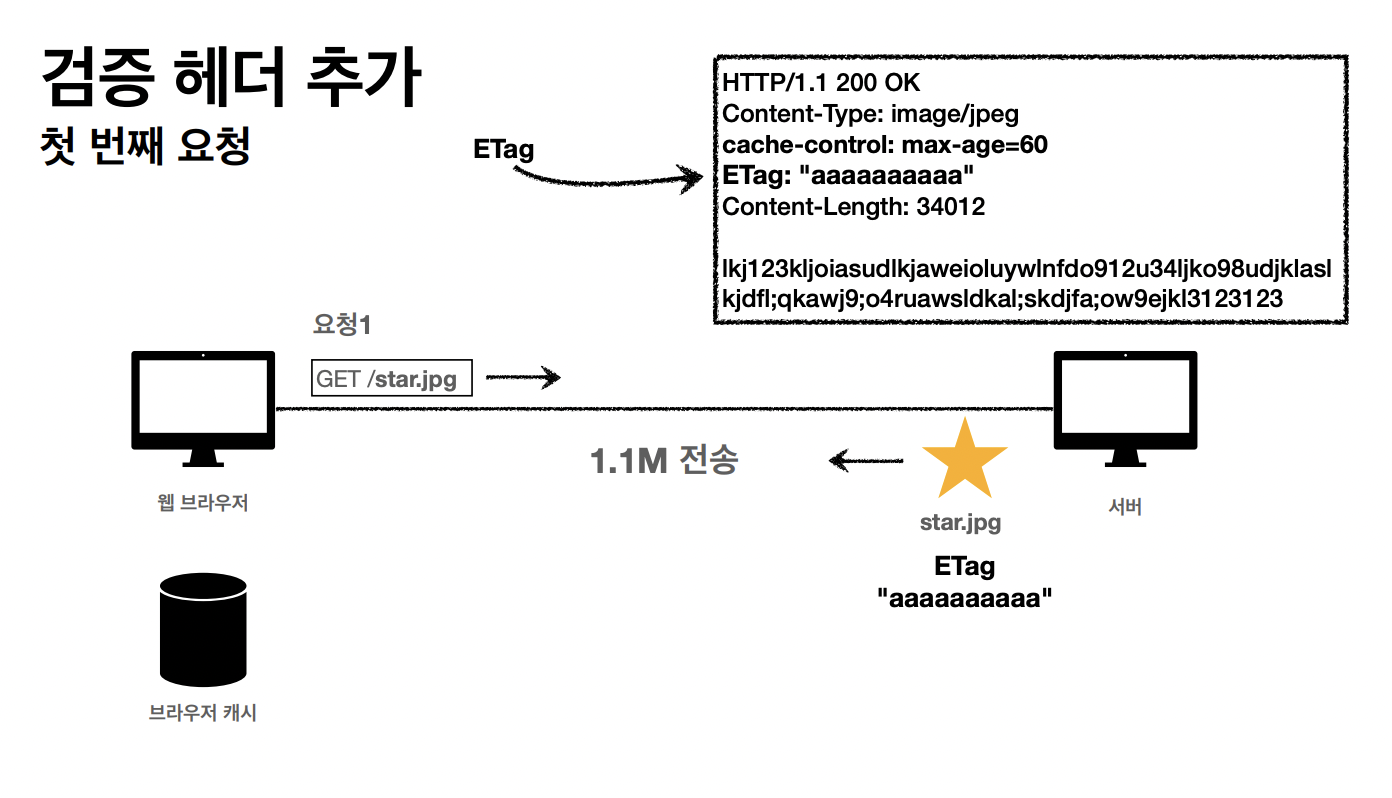 검증 헤더 추가
첫 번째 요청
ETag
HTTP/1.1 200 OK
Content-Type: image/jpeg
cache-control: max-age=60
ETag: "aaaaaaaaaa"
Content-Length: 34012
lkj123kljoiasudlkjaweioluywlnfdo912u34ljko98udjklasl
kjdfl;qkawj9;o4ruawsldkal;skdjfa;ow9ejkl3123123
요청1
GET /star.jpg
1.1M 전송
웹 브라우저
서버
star.jpg
ETag
"aaaaaaaaaa"
브라우저 캐시